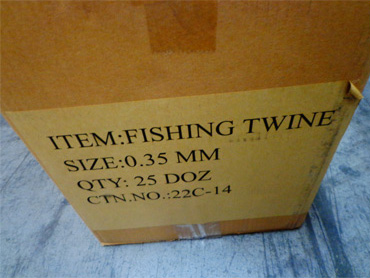 ITEM:FISHING TWINE
SIZE:0.35 MM
QTY: 25 DOZ
CTN.NO.:22C-14